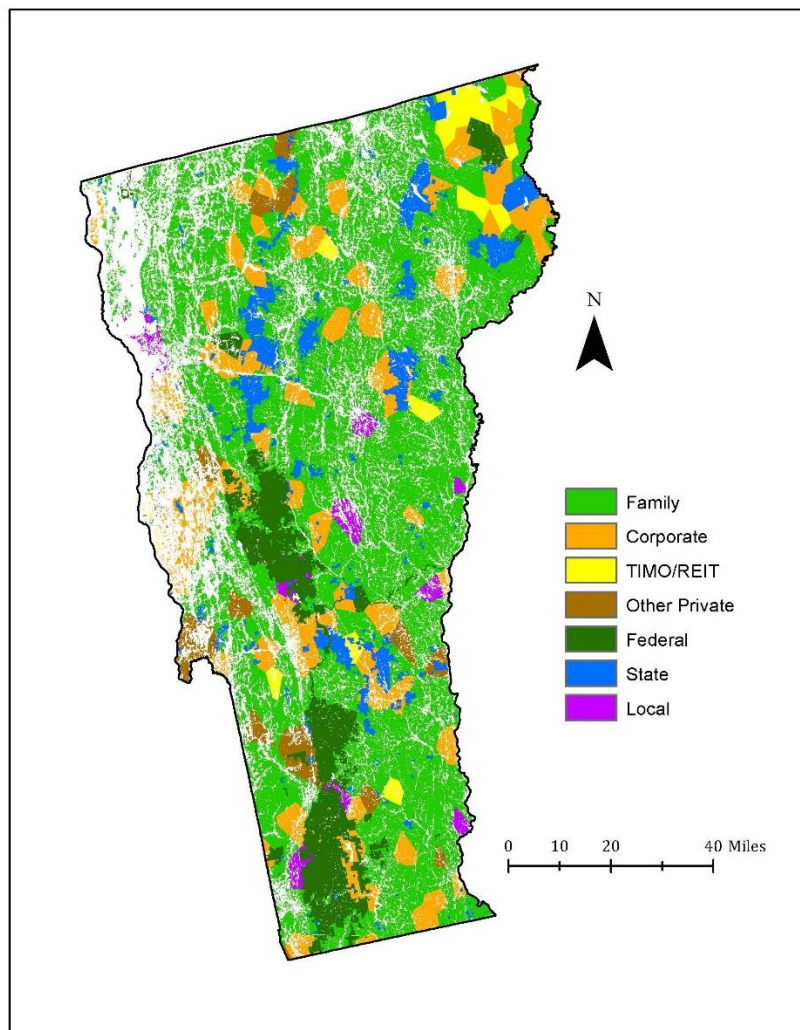 N
Family
Corporate
TIMO/REIT
Other Private
Federal
State
Local
0 10 20 40 Miles